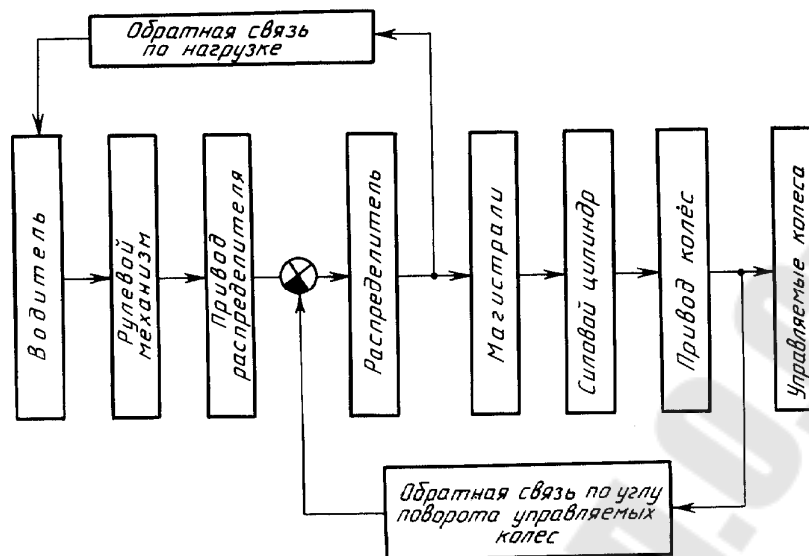 Обратная связь
по нагрузке
Водитель
Рулевой
механизм
Привод
распределителя
Распределитель
Магистрали
Силовой цилиндр
Привод колёс
Управляемые колеса
Обратная связь по углу
поворота управляемых
колес